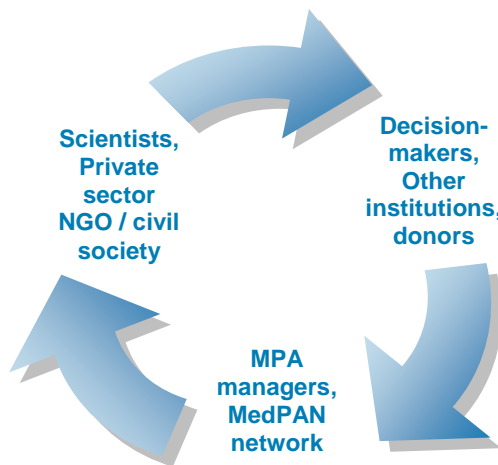 Scientists,
Private
sector
NGO / civil
society
Decision-
makers,
Other
institutions,
donors
MPA
managers,
MedPAN
network